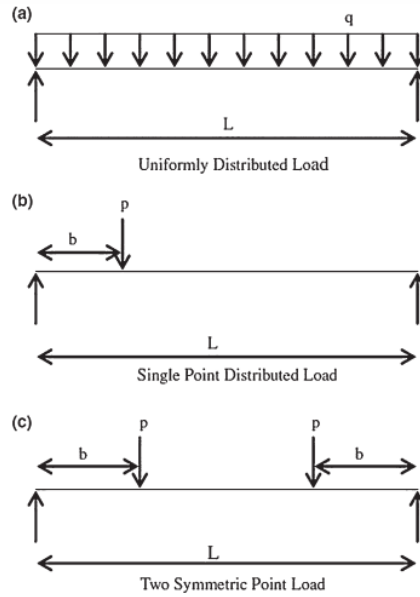 (a)
q
L
Uniformly Distributed Load
(b)
p
b
L
Single Point Distributed Load
(c)
p p
b b
L
Two Symmetric Point Load